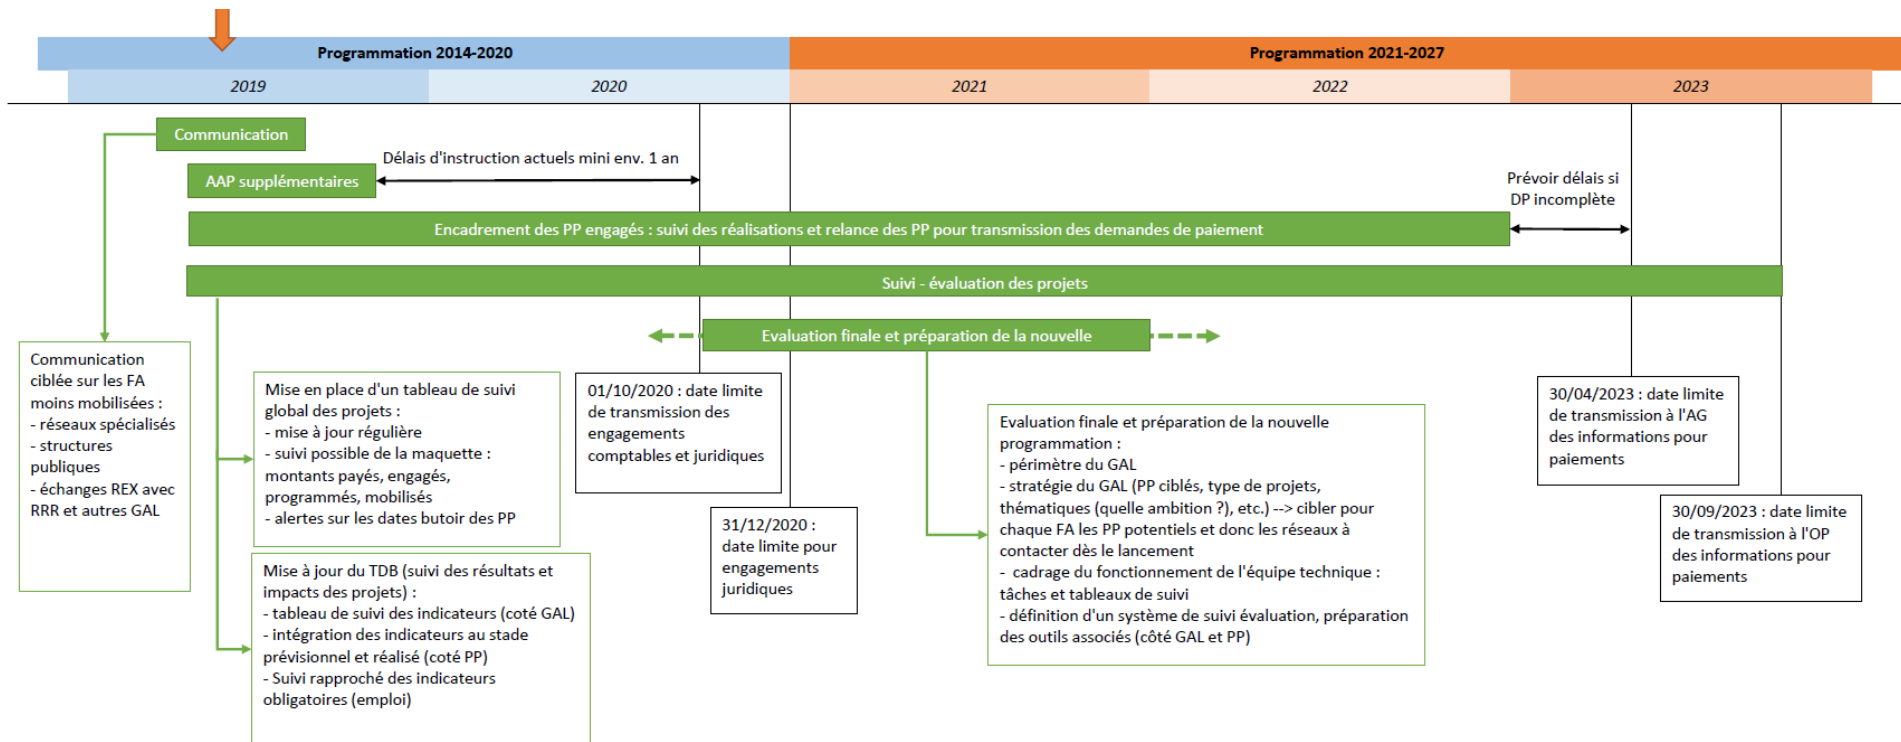 Programmation 2014-2020
Programmation 2021-2027
2019
2020
2021
2022
2023
Communication
AAP supplémentaires
Délais d'instruction actuels mini env. 1 an
Prévoir délais si
DP incomplète
Encadrement des PP engagés : suivi des réalisations et relance des PP pour transmission des demandes de paiement
Suivi - évaluation des projets
Evaluation finale et préparation de la nouvelle
Communication
ciblée sur les FA
moins mobilisées :
- réseaux spécialisés
- structures
publiques
- échanges REX avec
RRR et autres GAL
Mise en place d'un tableau de suivi
global des projets :
- mise à jour régulière
- suivi possible de la maquette :
montants payés, engagés,
programmés, mobilisés
- alertes sur les dates butoir des PP
Mise à jour du TDB (suivi des résultats et
impacts des projets) :
- tableau de suivi des indicateurs (coté GAL)
- intégration des indicateurs au stade
prévisionnel et réalisé (coté PP)
- Suivi rapproché des indicateurs
obligatoires (emploi)
01/10/2020 : date limite
de transmission des
engagements
comptables et juridiques
31/12/2020 :
date limite pour
engagements
juridiques
Evaluation finale et préparation de la nouvelle
programmation :
- périmètre du GAL
- stratégie du GAL (PP ciblés, type de projets,
thématiques (quelle ambition ?), etc.) --> cibler pour
chaque FA les PP potentiels et donc les réseaux à
contacter dès le lancement
- cadrage du fonctionnement de l'équipe technique :
tâches et tableaux de suivi
- définition d'un système de suivi évaluation, préparation
des outils associés (côté GAL et PP)
30/04/2023 : date limite
de transmission à l'AG
des informations pour
paiements
30/09/2023 : date limite
de transmission à l'OP
des informations pour
paiements